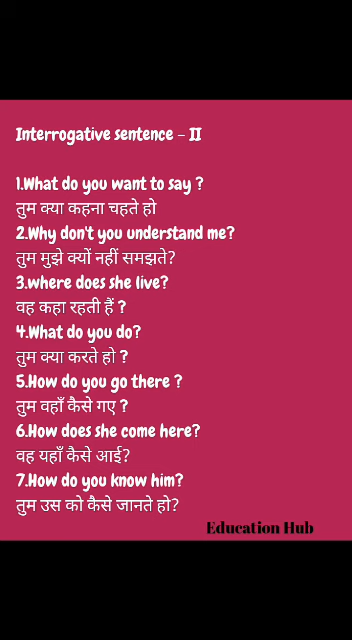 Interrogative sentence - II
1.What do you want to say ?
तुम क्या कहना चहते हो
2.Why don't you understand me?
तुम मुझे क्यों नहीं समझते?
3.where does she live?
वह कहा रहती हैं ?
4.What do you do?
तुम क्या करते हो ?
5.How do you go there ?
तुम वहाँ कैसे गए ?
6.How does she come here?
वह यहाँ कैसे आई?
7.How do you know him?
तुम उस को कैसे जानते हो?
Education Hub